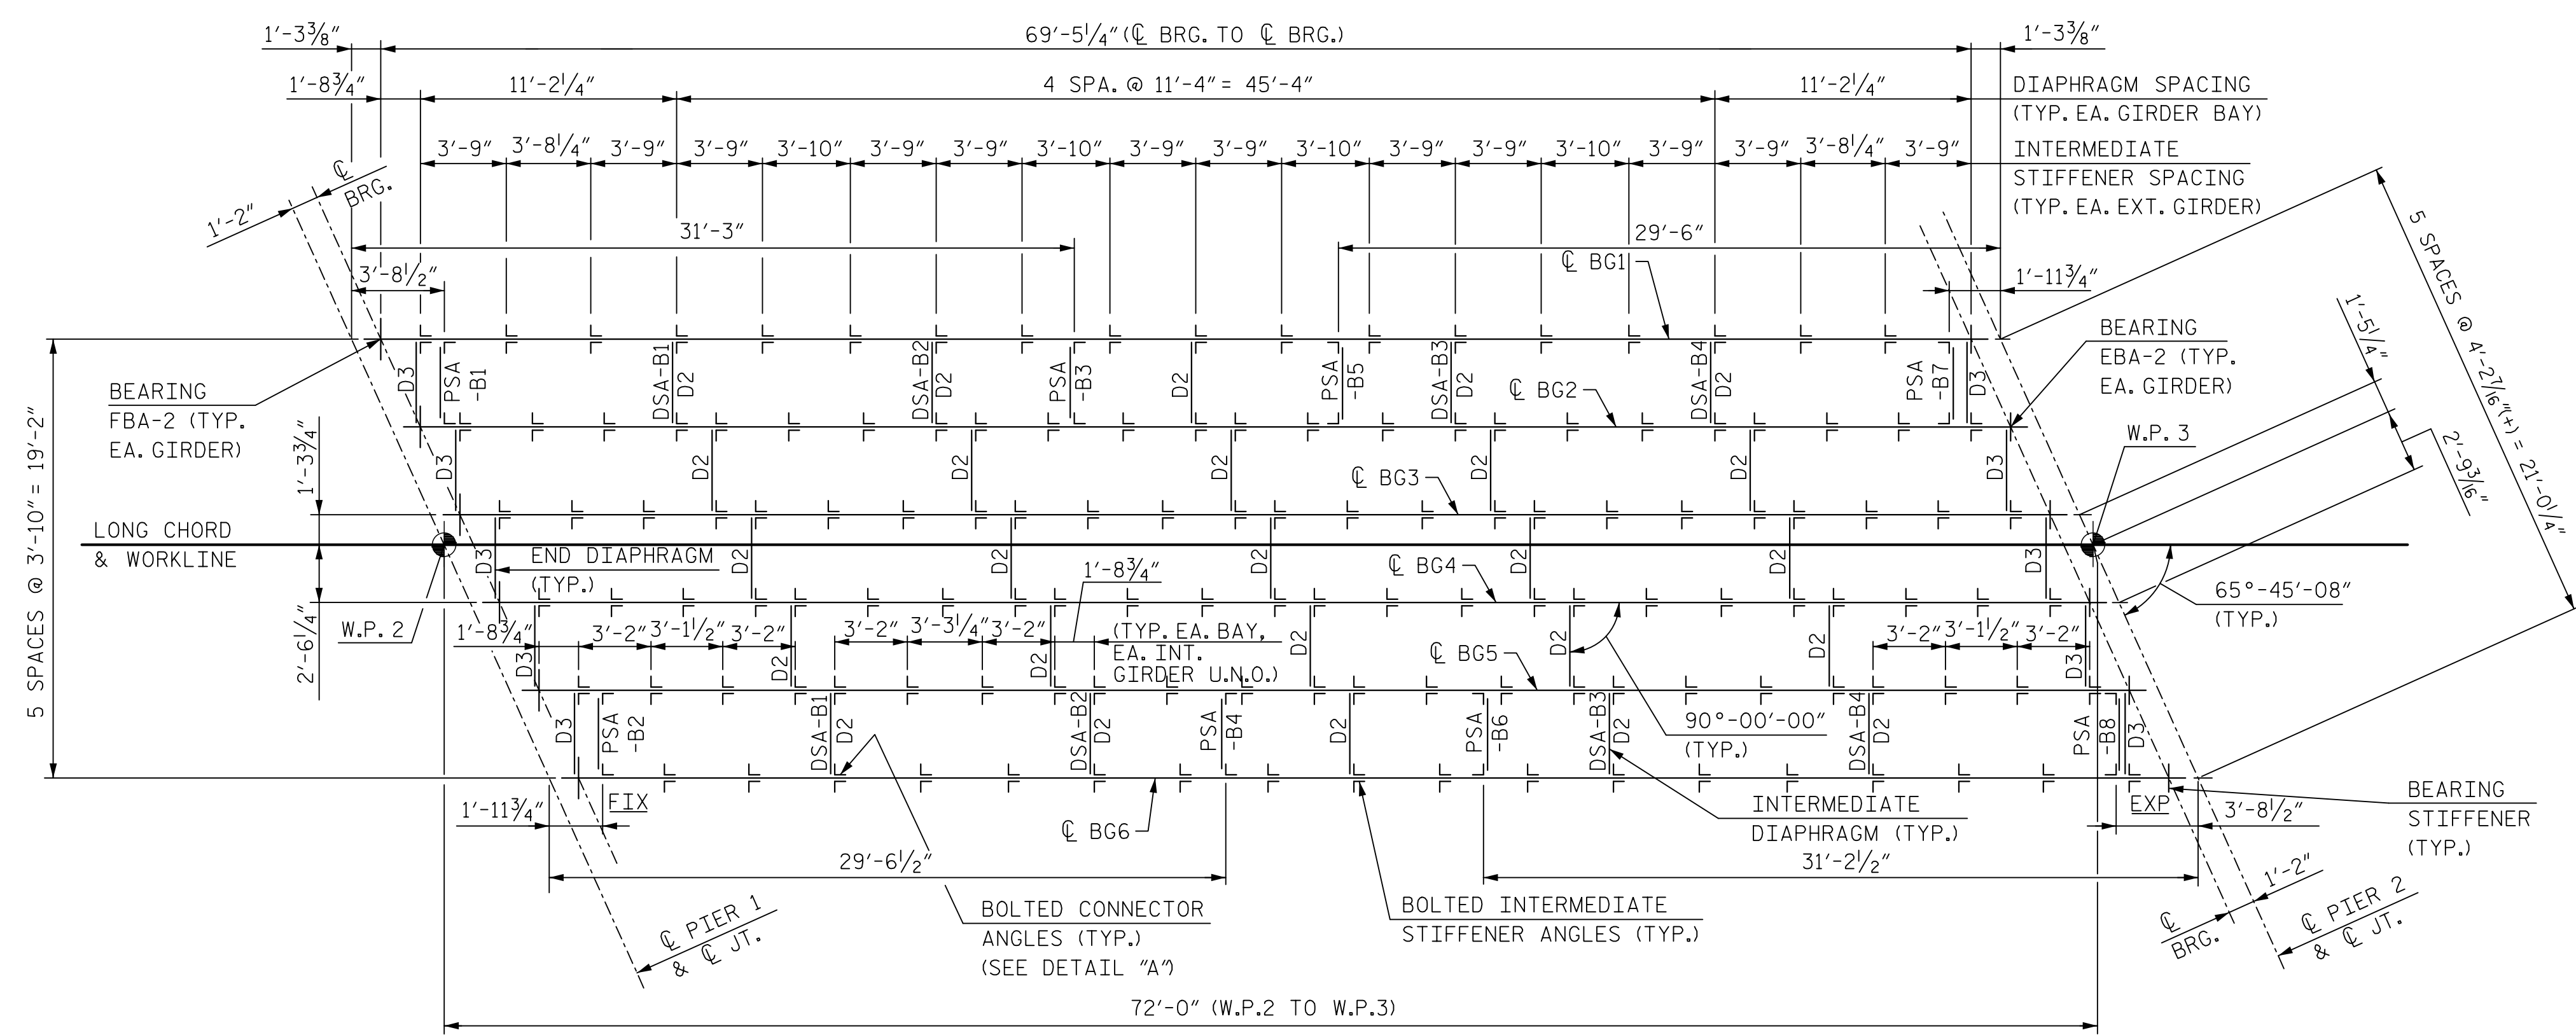 1'-3⅜" 69'-5¼" (℄ BRG. TO ℄ BRG.) 1'-3⅜"
1'-8¾" 11'-2¼" 4 SPA. @ 11'-4" = 45'-4" 11'-2¼" DIAPHRAGM SPACING
(TYP. EA. GIRDER BAY)
3'-9" 3'-8¼" 3'-9" 3'-9" 3'-10" 3'-9" 3'-9" 3'-10" 3'-9" 3'-9" 3'-10" 3'-9" 3'-9" 3'-10" 3'-9" 3'-9" 3'-8¼" 3'-9" INTERMEDIATE
STIFFENER SPACING
(TYP. EA. EXT. GIRDER)
℄
BRG.
1'-2"
31'-3" 29'-6"
3'-8½" ℄ BG1 1'-11¾"
5 SPACES @ 4'-2 7/16"(+) = 21'-0¼"
1'-5¼"
2'-9 3/16"
BEARING
EBA-2 (TYP.
EA. GIRDER)
BEARING
FBA-2 (TYP.
EA. GIRDER)
D3 PSA
-B1 DSA-B1 D2 DSA-B2 D2 PSA
-B3 D2 PSA
-B5 DSA-B3 D2 DSA-B4 D2 PSA
-B7 D3
℄ BG2
W.P. 3
5 SPACES @ 3'-10" = 19'-2"
1'-3¾"
D3 D2 D2 D2 D2 D2 D3
℄ BG3
LONG CHORD
& WORKLINE
D3 D2 D2 D2 D2 D2 D3
END DIAPHRAGM
(TYP.)
1'-8¾"
℄ BG4
65°-45'-08"
(TYP.)
W.P. 2
2'-6¼"
1'-8¾" 3'-2" 3'-1½" 3'-2" 3'-2" 3'-3¼" 3'-2" (TYP. EA. BAY,
EA. INT.
GIRDER U.N.O.)
3'-2" 3'-1½" 3'-2"
D3 D2 D2 D2 D2 D2 D3
℄ BG5
90°-00'-00"
(TYP.)
D3 PSA
-B2 DSA-B1 D2 DSA-B2 D2 PSA
-B4 D2 PSA
-B6 DSA-B3 D2 DSA-B4 D2 PSA
-B8 D3
1'-11¾" FIX
℄ BG6
INTERMEDIATE
DIAPHRAGM (TYP.)
EXP 3'-8½"
BEARING
STIFFENER
(TYP.)
29'-6½" 31'-2½"
1'-2"
℄
BRG.
℄ PIER 1
& ℄ JT.
BOLTED CONNECTOR
ANGLES (TYP.)
(SEE DETAIL "A")
BOLTED INTERMEDIATE
STIFFENER ANGLES (TYP.)
℄ PIER 2
& ℄ JT.
72'-0" (W.P.2 TO W.P.3)